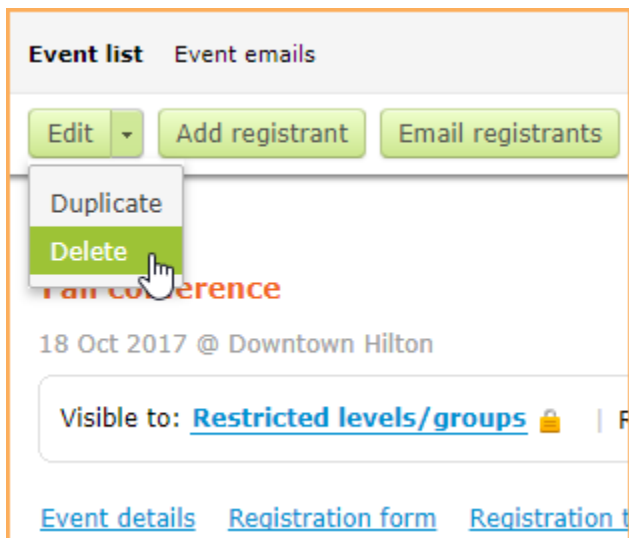 Event list Event emails
Edit Add registrant Email registrants
Duplicate
Delete
conference
18 Oct 2017 @ Downtown Hilton
Visible to: Restricted levels/groups |
Event details Registration form Registration